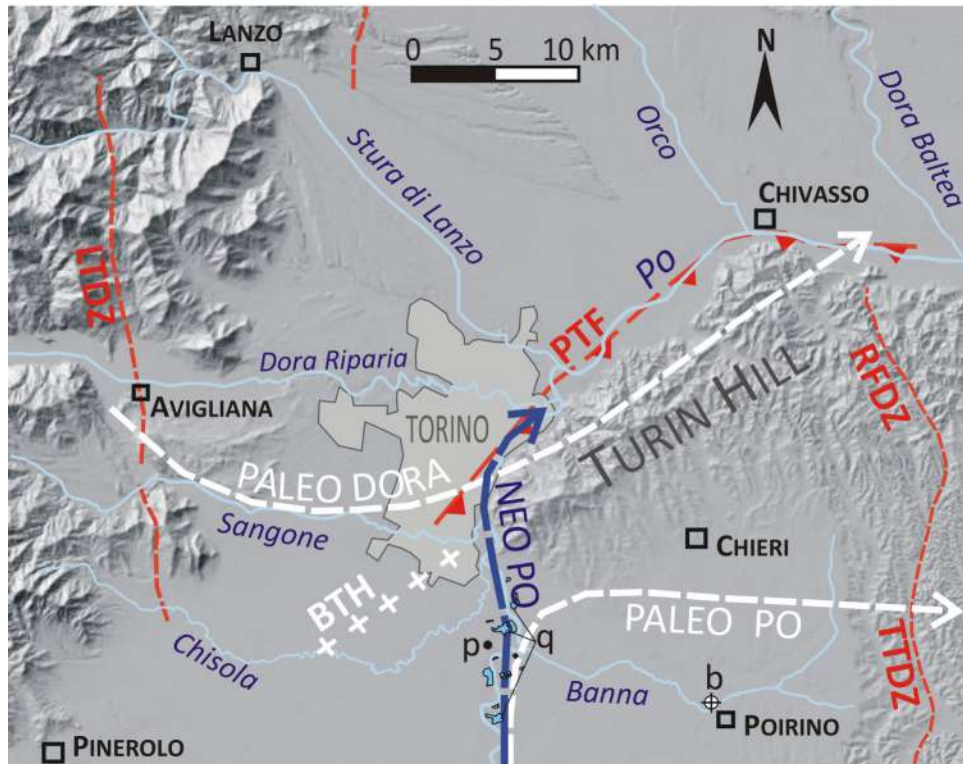 LANZO
0 5 10 km
N
Orco
Dora Baltea
Stura di Lanzo
CHIVASSO
LTDZ
PO
PTF
Dora Riparia
RFDZ
AVIGLIANA
TORINO
TURIN HILL
PALEO DORA
Sangone
NEO PO
CHIERI
BTH
PALEO PO
p
q
Chisola
TTDZ
b
Banna
POIRINO
PINEROLO